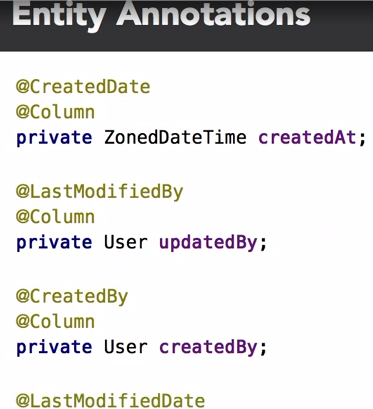 Entity Annotations
@CreatedDate
@Column
private ZonedDateTime createdAt;
@LastModifiedBy
@Column
private User updatedBy;
@CreatedBy
@Column
private User createdBy;
@LastModifiedDate